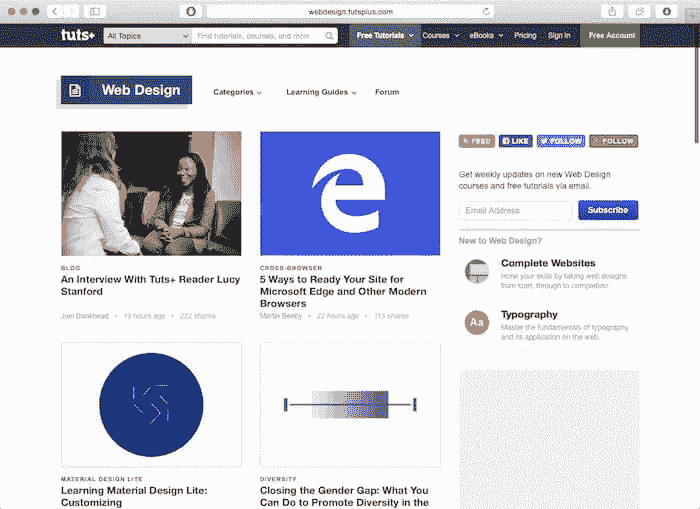 webdesign.tutsplus.com
tuts+ All Topics Find tutorials, courses, and mon Free Tutorials Courses eBooks Pricing Sign In Free Account
Web Design Categories Learning Guides Forum
FEED LIKE FOLLOW FOLLOW
Get weekly updates on new Web Design
courses and free tutorials via email.
Email Address Subscribe
New to Web Design?
Complete Websites
Hone your skills by taking web designs
from start, through to completion.
Aa Typography
Master the fundamentals of typography
and its application on the web.
BLOG
An Interview With Tuts+ Reader Lucy
Stanford
Joel Bankhead • 19 hours ago • 222 shares
CROSS-BROWSER
5 Ways to Ready Your Site for
Microsoft Edge and Other Modern
Browsers
Martin Beeby • 22 hours ago • 113 shares
MATERIAL DESIGN LITE
Learning Material Design Lite:
Customizing
DIVERSITY
Closing the Gender Gap: What You
Can Do to Promote Diversity in the